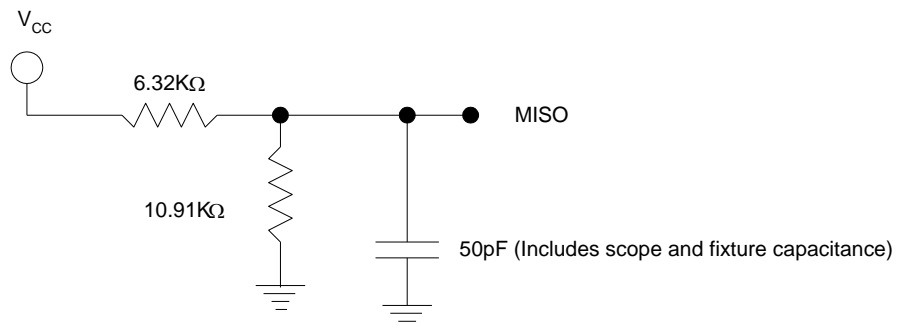 V_CC
6.32KΩ
MISO
10.91KΩ
50pF (Includes scope and fixture capacitance)